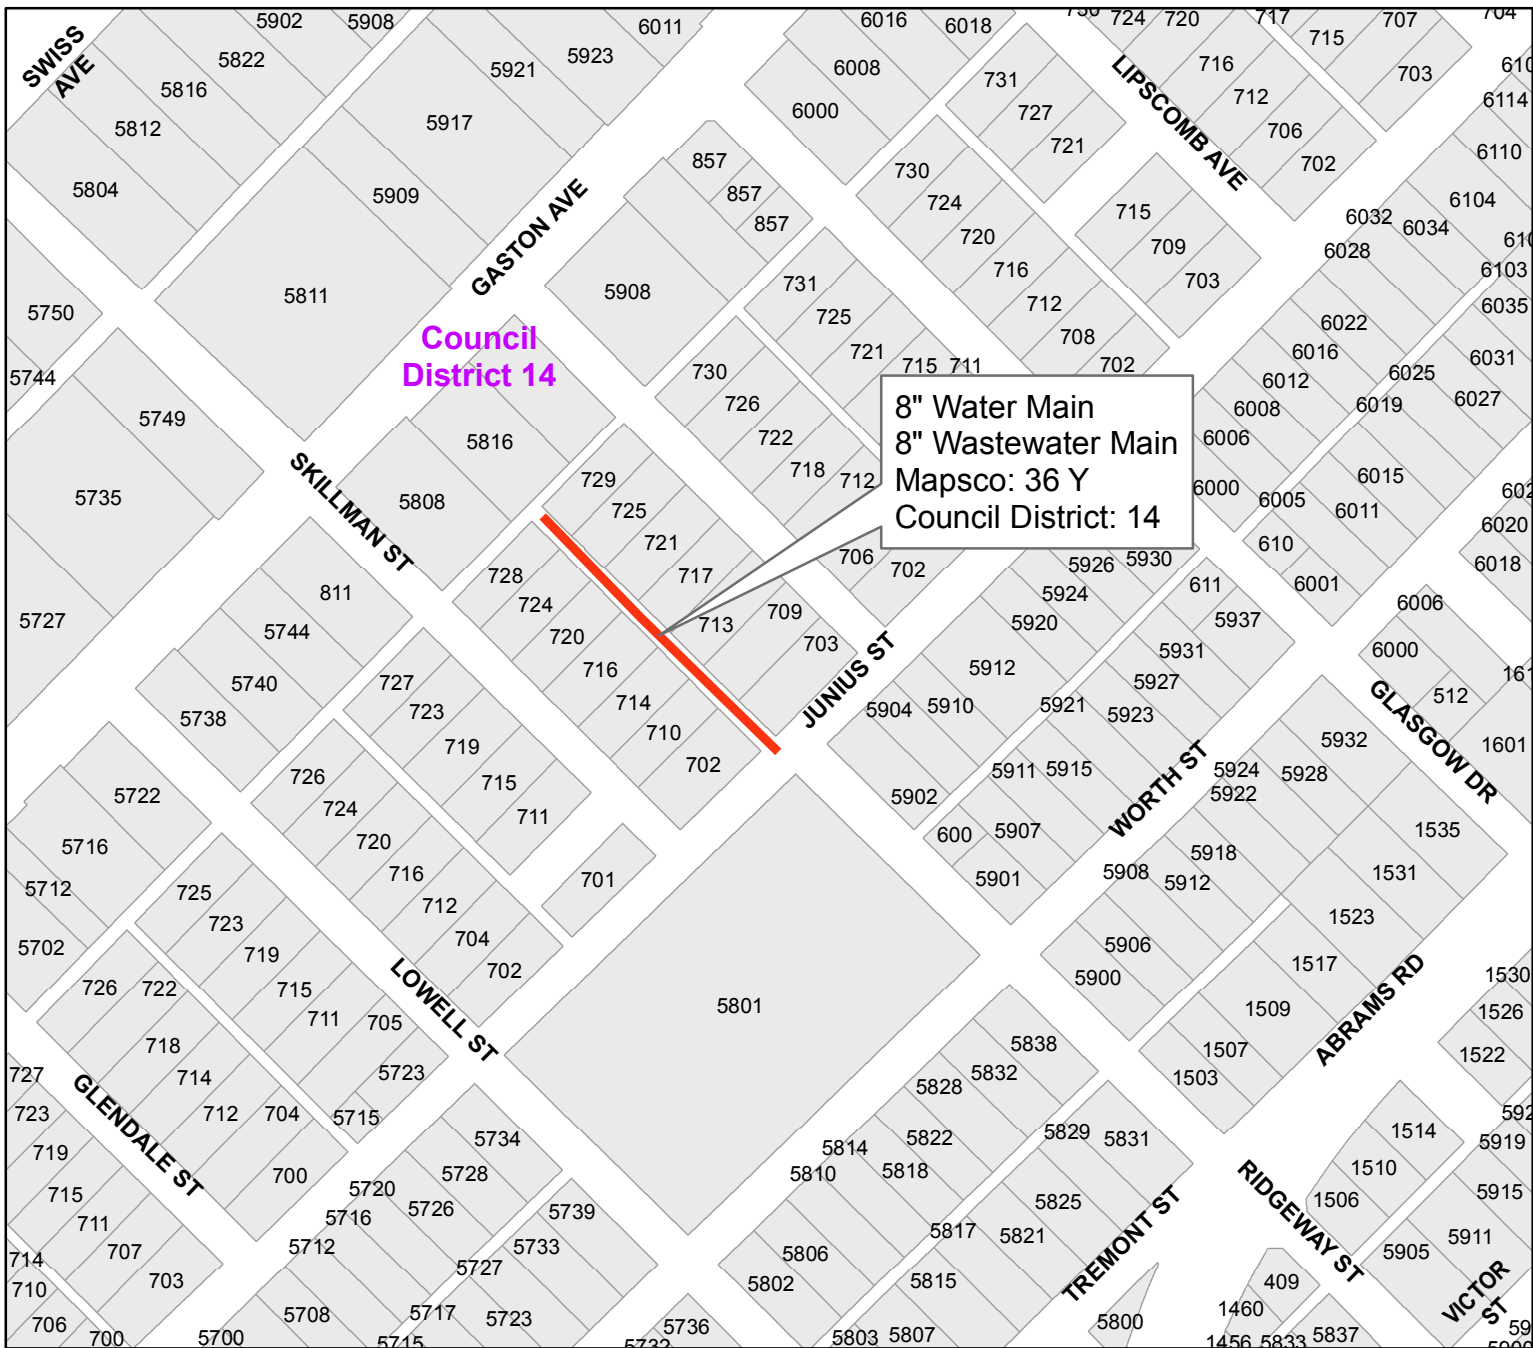 5902 5908 6011 6016 6018 724 720 717 707
SWISS
AVE
5822 5816 5812 5804
5921 5923 5917 5909
6008 6000
731 727 721
LIPSCOMB AVE
716 712 706 702
715 703
6114 6110 6104
6032 6034 6028
6103 6035
857
857
857
730 724 720 716 712 708 702
715 709 703
GASTON AVE
5811
5908
5750
5744
5749
5735
5727
Council
District 14
731 725 721 715 711
730 726 722 718 712 706 702
6022 6016 6012 6008 6006 6000
6031 6025 6027 6019 6015 6011 6005
8" Water Main
8" Wastewater Main
Mapsco: 36 Y
Council District: 14
5816
5808
SKILLMAN ST
729 725 721 717 713 709 703
728 724 720 716 714 710 702
JUNIUS ST
610 6001
6020 6018
6006 6000 512
GLASGOW DR
1601
811 5744 5740 5738
727 723 719 715 711
5930 5926 5924 5920 5912 5910 5904 5902
611 5937 5931 5927 5923 5921 5915 5911 5907 600 5901
WORTH ST
5932 5928 5924 5922 5918 5912 5908 5906 5900
1535 1531 1523 1517 1509 1507 1503
ABRAMS RD
5722 5716 5712 5702
726 724 720 716 712 704 702
701
725 723 719 715 711 705 5723 5715
LOWELL ST
5801
726 722 718 714 712 704 700
GLENDALE ST
727 723 719 715 711 707 703
714 710 706 700
5734 5728 5726 5720 5716 5712 5708 5700
5739 5733 5727 5723 5717 5715
5736
5838 5832 5828 5822 5818 5814 5810 5806 5802
5831 5829 5825 5821 5817 5815 5807 5803
TREMONT ST
5800
1530 1526 1522
1514 1510 1506
RIDGEWAY ST
5919 5915 5911 5905
409 1460 1456 5833 5837
VICTOR
ST